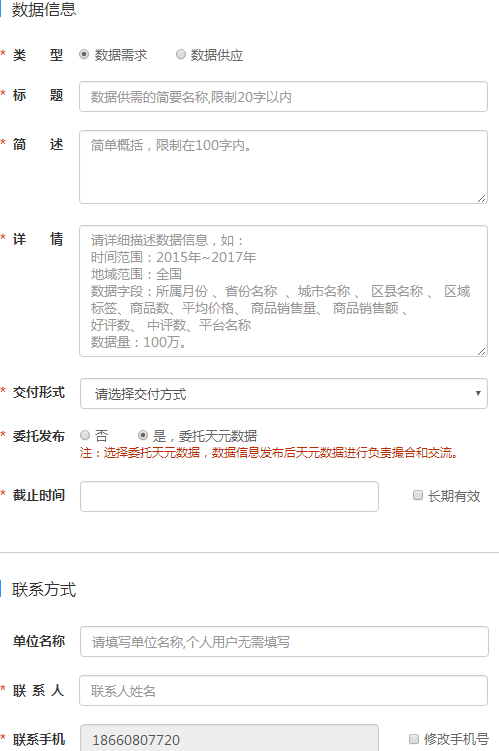 数据信息
* 类 型 数据需求 数据供应
* 标 题 数据供需的简要名称,限制20字以内
* 简 述 简单概括，限制在100字内。
* 详 情 请详细描述数据信息，如：
时间范围：2015年~2017年
地域范围：全国
数据字段：所属月份 、省份名称 、城市名称 、 区县名称 、 区域
标签、商品数、平均价格、 商品销售量、 商品销售额 、
好评数、 中评数、平台名称
数据量：100万。
* 交付形式 请选择交付方式
* 委托发布 否 是，委托天元数据
注：选择委托天元数据，数据信息发布后天元数据进行负责撮合和交流。
* 截止时间 长期有效
联系方式
单位名称 请填写单位名称,个人用户无需填写
* 联 系 人 联系人姓名
* 联系手机 18660807720 修改手机号